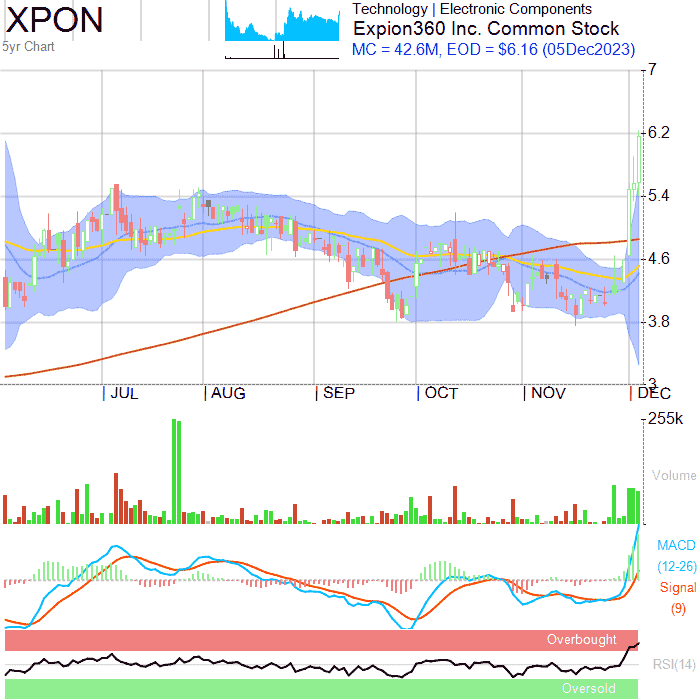 XPON
5yr Chart
Technology | Electronic Components
Expion360 Inc. Common Stock
MC = 42.6M, EOD = $6.16 (05Dec2023)
7
6.2
5.4
4.6
3.8
3
JUL AUG SEP OCT NOV DEC
255k
Volume
MACD
(12-26)
Signal
(9)
Overbought
RSI(14)
Oversold